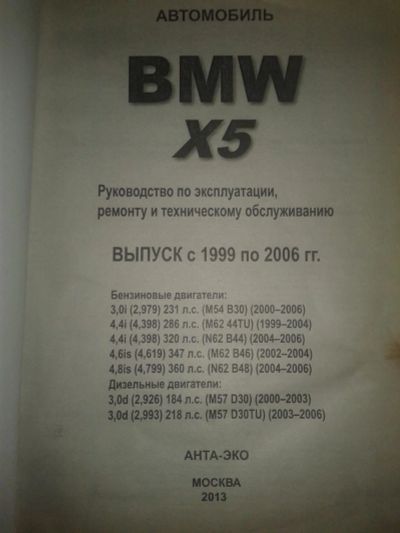 АВТОМОБИЛЬ
BMW
X5
Руководство по эксплуатации,
ремонту и техническому обслуживанию
ВЫПУСК с 1999 по 2006 гг.
Бензиновые двигатели:
3,0i (2,979) 231 л.с. (M54 B30) (2000–2006)
4,4i (4,398) 286 л.с. (M62 44TU) (1999–2004)
4,4i (4,398) 320 л.с. (N62 B44) (2004–2006)
4,6is (4,619) 347 л.с. (M62 B46) (2002–2004)
4,8is (4,799) 360 л.с. (N62 B48) (2004–2006)
Дизельные двигатели:
3,0d (2,926) 184 л.с. (M57 D30) (2000–2003)
3,0d (2,993) 218 л.с. (M57 D30TU) (2003–2006)
АНТА-ЭКО
МОСКВА
2013